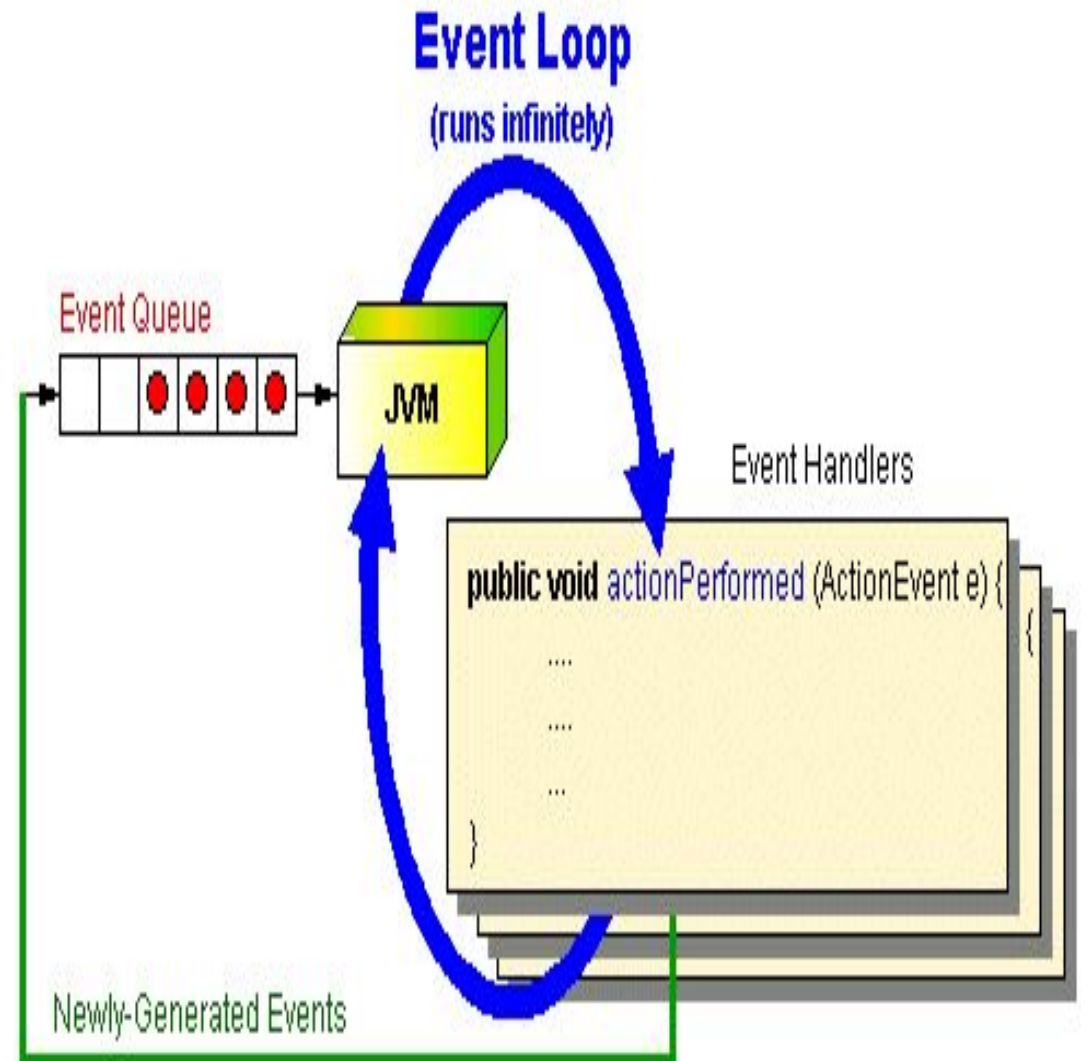 Event Loop
(runs infinitely)
Event Queue
JVM
Event Handlers
public void actionPerformed (ActionEvent e) {
{
....
....
...
}
Newly-Generated Events